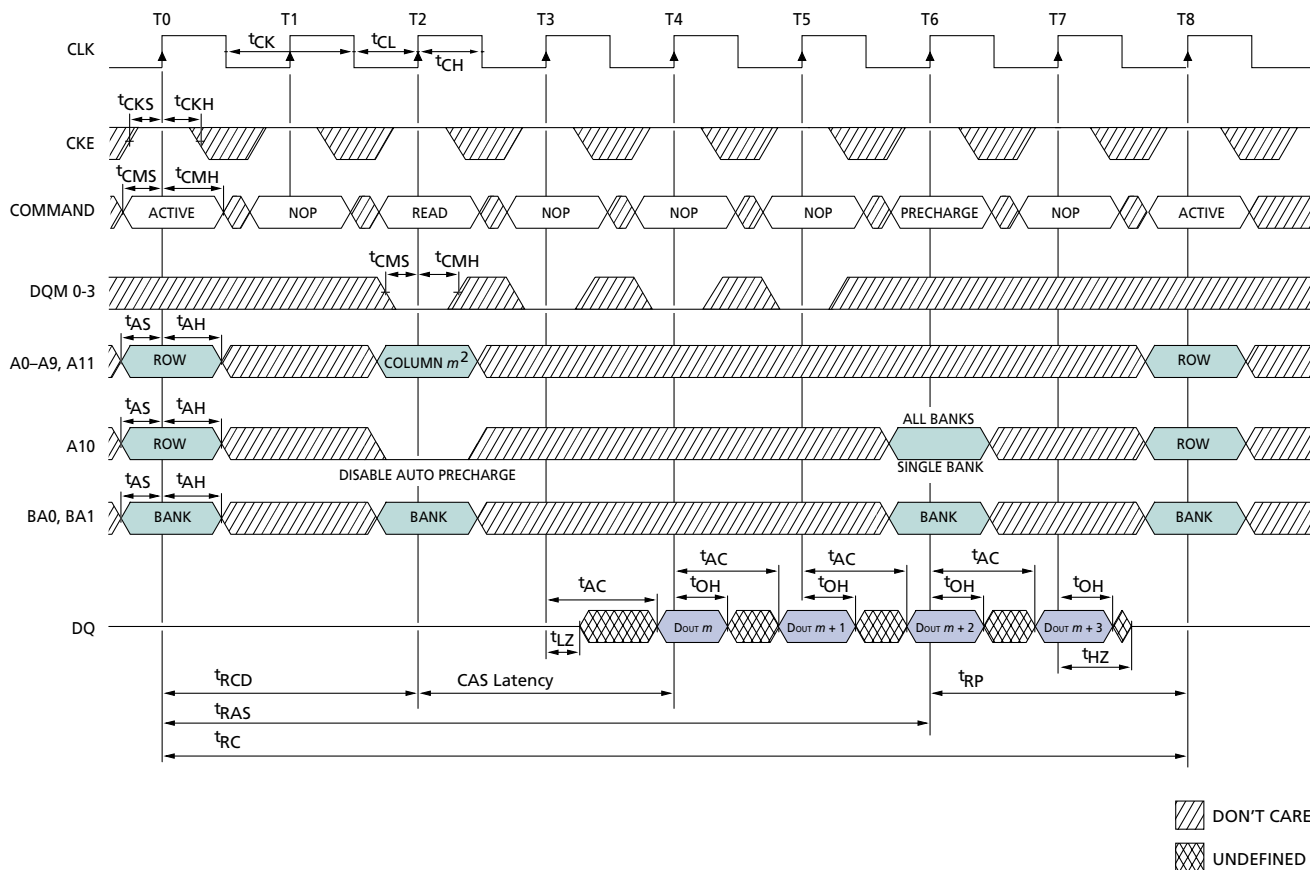 T0 T1 T2 T3 T4 T5 T6 T7 T8
CLK
tCK tCL
tCH
tCKS tCKH
CKE
tCMS tCMH
COMMAND ACTIVE NOP READ NOP NOP NOP PRECHARGE NOP ACTIVE
tCMS tCMH
DQM 0-3
tAS tAH
A0–A9, A11 ROW COLUMN m2 ROW
tAS tAH
ALL BANKS
A10 ROW ROW
DISABLE AUTO PRECHARGE SINGLE BANK
tAS tAH
BA0, BA1 BANK BANK BANK BANK
tAC tAC tAC
tAC tOH tOH tOH tOH
DQ DOUT m DOUT m + 1 DOUT m + 2 DOUT m + 3
tLZ tHZ
tRCD CAS Latency tRP
tRAS
tRC
DON'T CARE
UNDEFINED